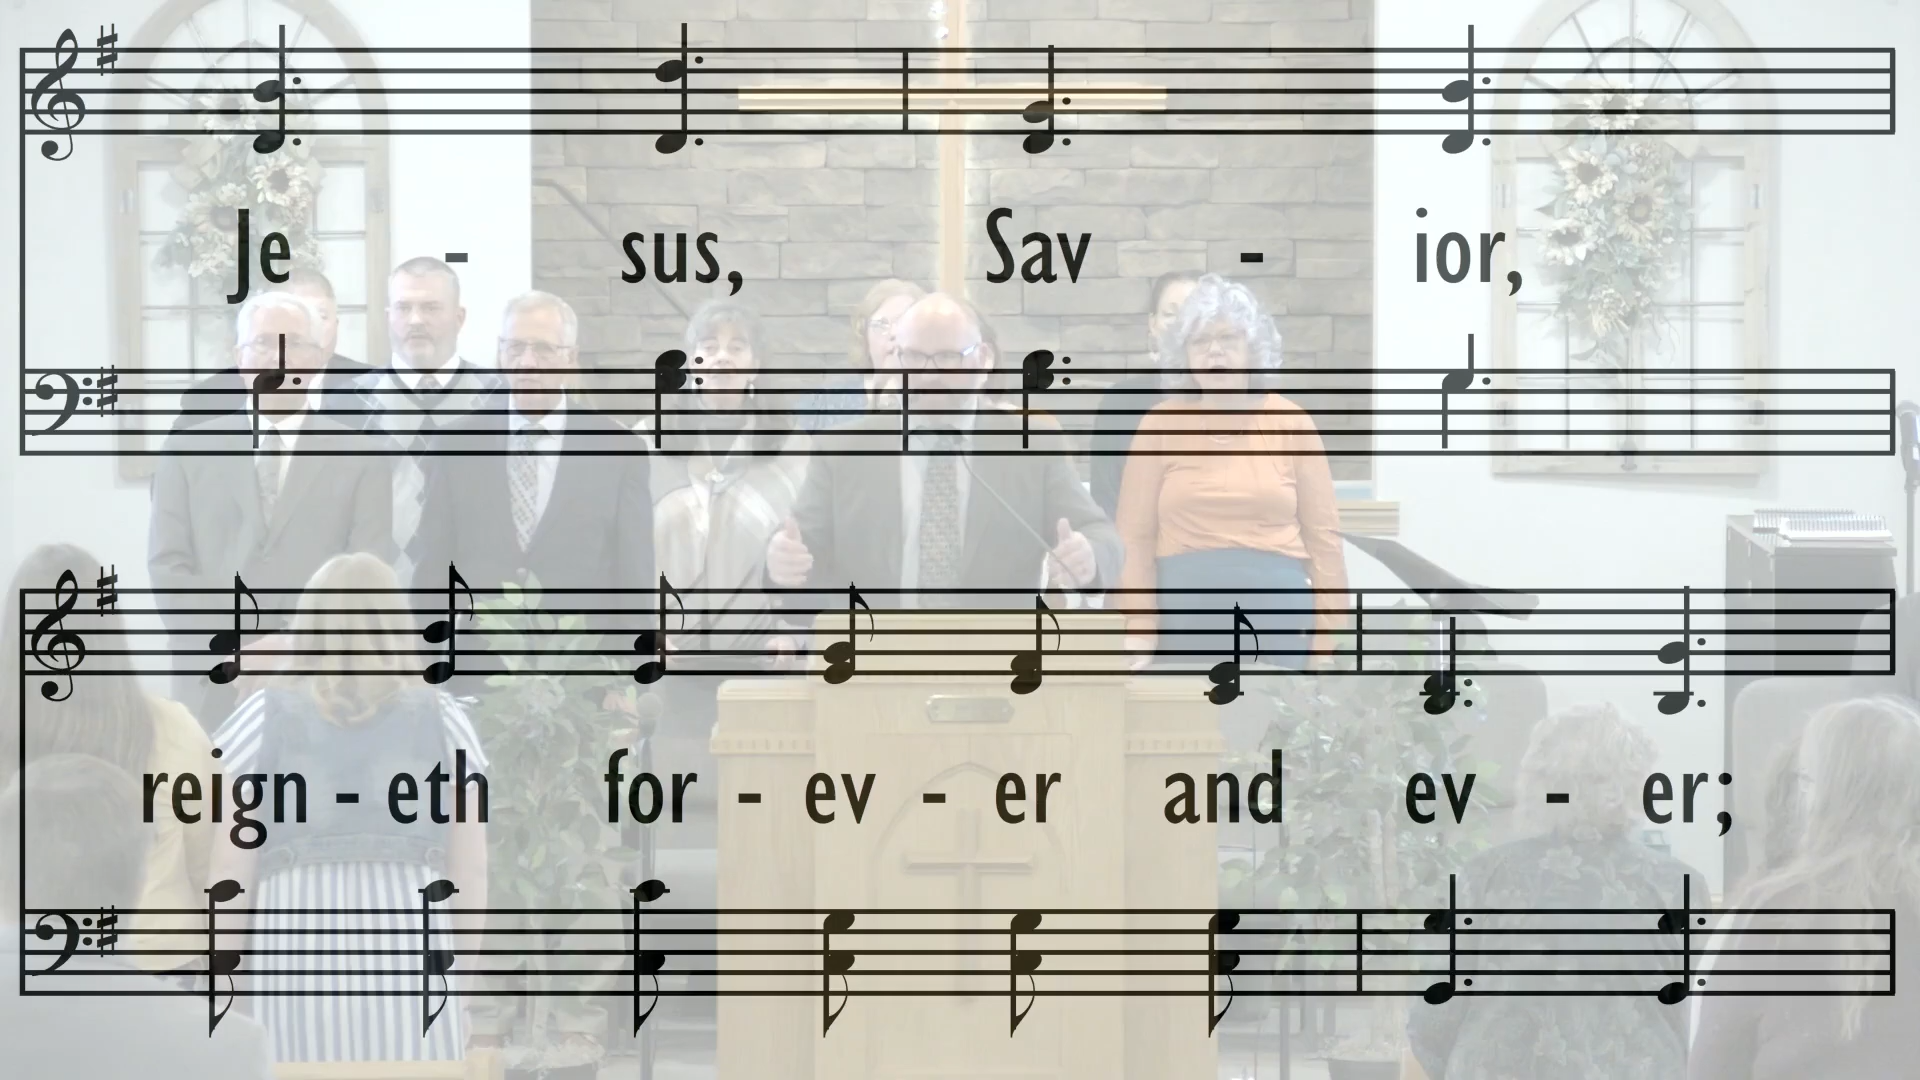 Je - sus, Sav - ior,
reign - eth for - ev - er and ev - er;